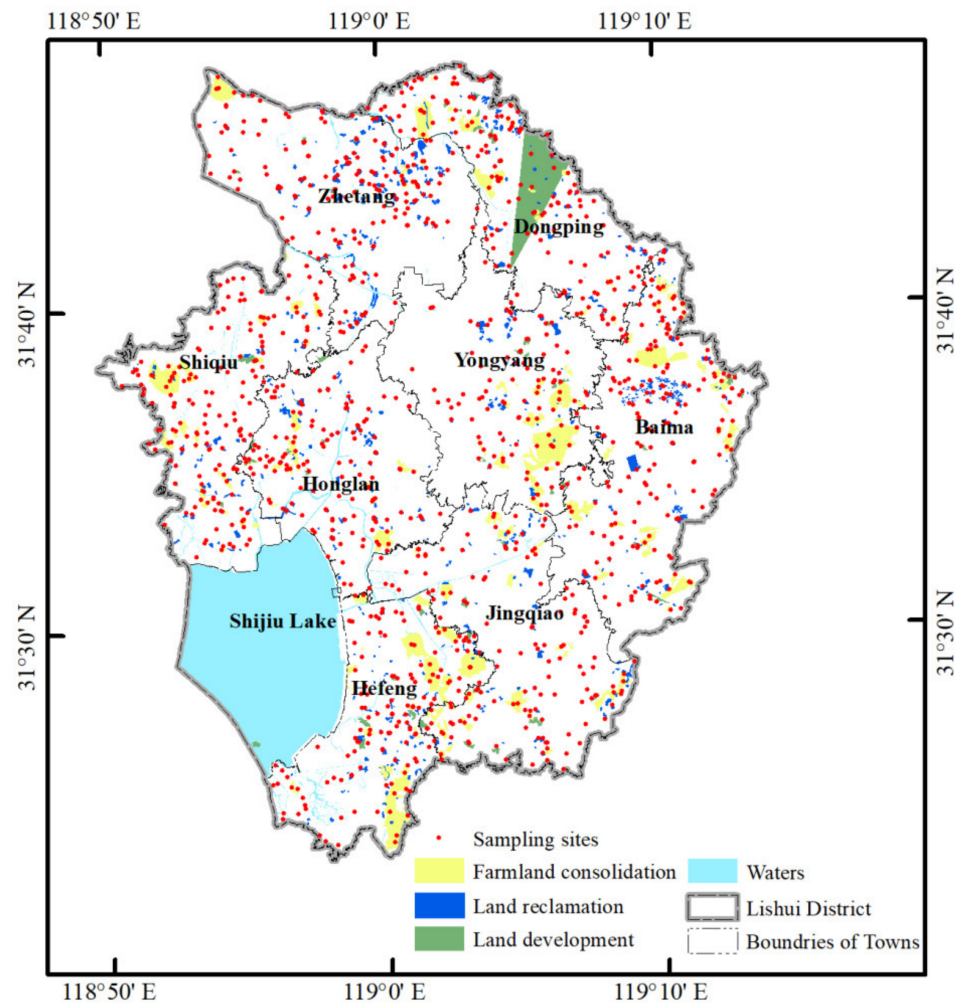 118°50' E 119°0' E 119°10' E
Zhetang
Dongping
31°40' N 31°40' N
Shiqiu
Yongyang
Baima
Honglan
Shijiu Lake
Jingqiao
31°30' N 31°30' N
Hefeng
Sampling sites
Farmland consolidation Waters
Land reclamation Lishui District
Land development Boundries of Towns
118°50' E 119°0' E 119°10' E